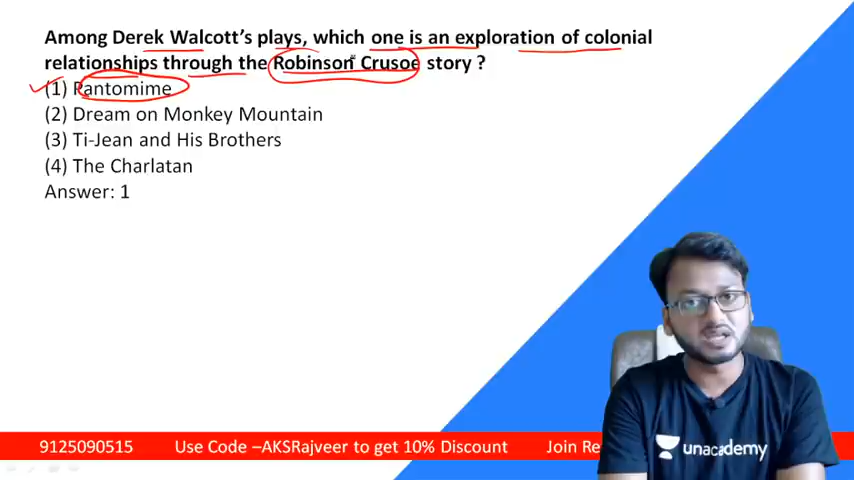 Among Derek Walcott's plays, which one is an exploration of colonial
relationships through the Robinson Crusoe story ?
(1) Pantomime
(2) Dream on Monkey Mountain
(3) Ti-Jean and His Brothers
(4) The Charlatan
Answer: 1
unacademy
9125090515 Use Code –AKSRajveer to get 10% Discount Join